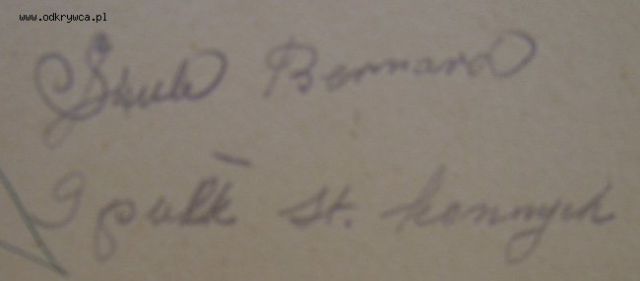 www.odkrywca.pl
Bernard
9 pułk st. konnych